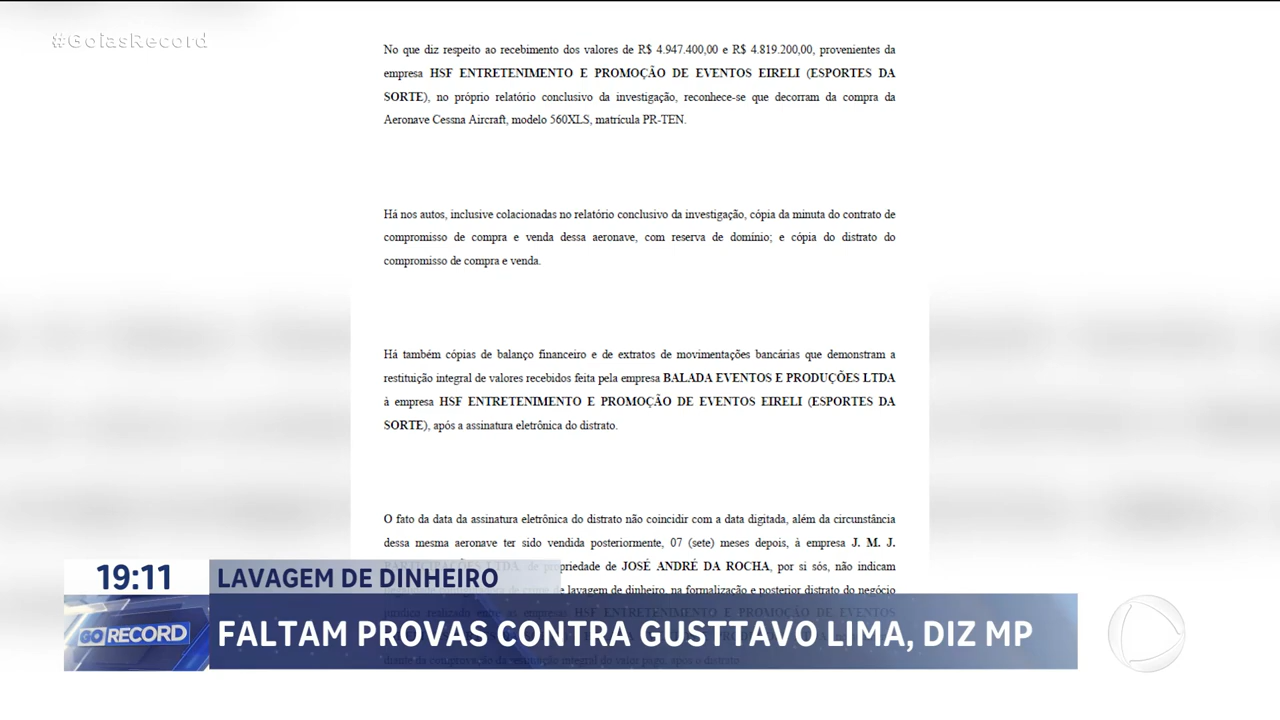 #GoiasRecord
No que diz respeito ao recebimento dos valores de R$ 4.947.400,00 e R$ 4.819.200,00, provenientes da
empresa HSF ENTRETENIMENTO E PROMOÇÃO DE EVENTOS EIRELI (ESPORTES DA
SORTE), no próprio relatório conclusivo da investigação, reconhece-se que decorram da compra da
Aeronave Cessna Aircraft, modelo 560XLS, matrícula PR-TEN.
Há nos autos, inclusive colacionadas no relatório conclusivo da investigação, cópia da minuta do contrato de
compromisso de compra e venda dessa aeronave, com reserva de domínio; e cópia do distrato do
compromisso de compra e venda.
Há também cópias de balanço financeiro e de extratos de movimentações bancárias que demonstram a
restituição integral de valores recebidos feita pela empresa BALADA EVENTOS E PRODUÇÕES LTDA
à empresa HSF ENTRETENIMENTO E PROMOÇÃO DE EVENTOS EIRELI (ESPORTES DA
SORTE), após a assinatura eletrônica do distrato.
O fato da data da assinatura eletrônica do distrato não coincidir com a data digitada, além da circunstância
dessa mesma aeronave ter sido vendida posteriormente, 07 (sete) meses depois, à empresa J. M. J.
PARTICIPAÇÕES LTDA, de propriedade de JOSÉ ANDRÉ DA ROCHA, por si sós, não indicam
de lavagem de dinheiro, na formalização e posterior distrato do negócio
HSF ENTRETENIMENTO E PROMOÇÃO DE EVENTOS
19:11
LAVAGEM DE DINHEIRO
GO RECORD
FALTAM PROVAS CONTRA GUSTTAVO LIMA, DIZ MP